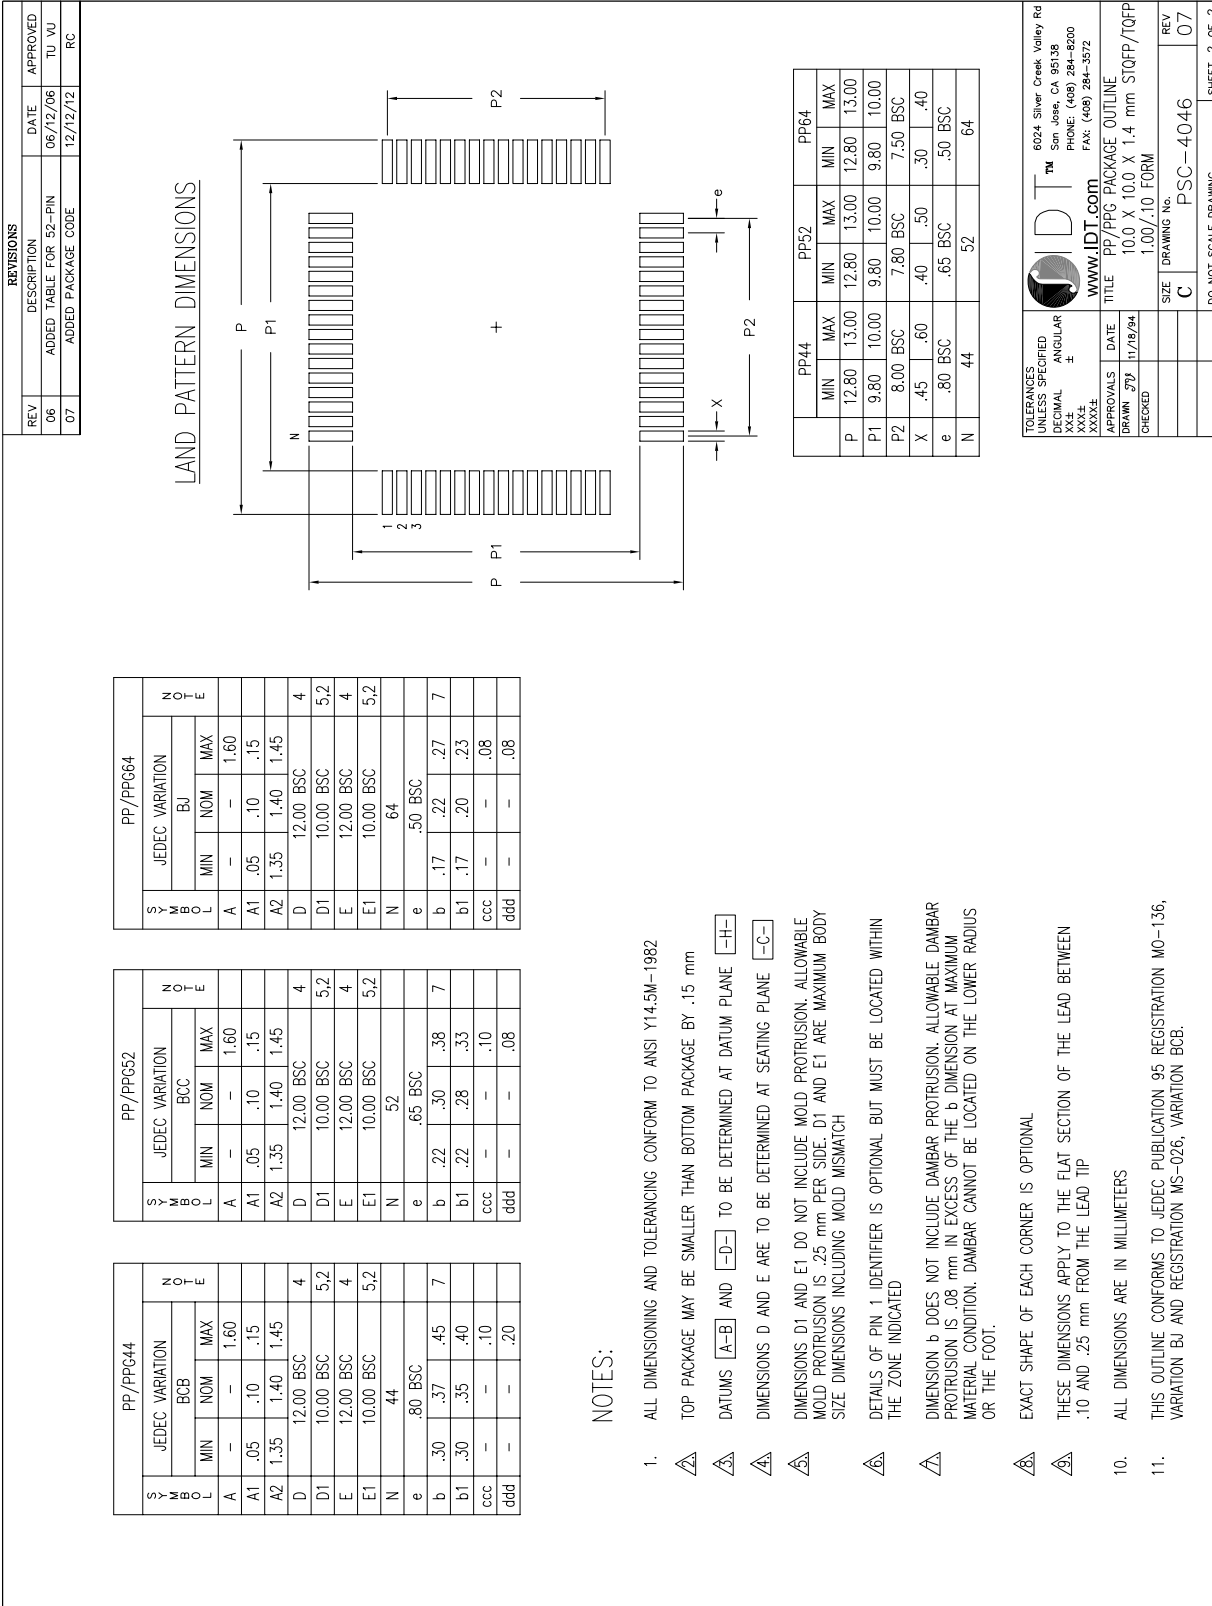 REVISIONS
REV DESCRIPTION DATE APPROVED
06 ADDED TABLE FOR 52-PIN 06/12/06 TU VU
07 ADDED PACKAGE CODE 12/12/12 RC
PP/PPG44
SYMBOL JEDEC VARIATION NOTE
BCB
MIN NOM MAX
A – – 1.60
A1 .05 .10 .15
A2 1.35 1.40 1.45
D 12.00 BSC 4
D1 10.00 BSC 5,2
E 12.00 BSC 4
E1 10.00 BSC 5,2
N 44
e .80 BSC
b .30 .37 .45 7
b1 .30 .35 .40
ccc – – .10
ddd – – .20
PP/PPG52
SYMBOL JEDEC VARIATION NOTE
BCC
MIN NOM MAX
A – – 1.60
A1 .05 .10 .15
A2 1.35 1.40 1.45
D 12.00 BSC 4
D1 10.00 BSC 5,2
E 12.00 BSC 4
E1 10.00 BSC 5,2
N 52
e .65 BSC
b .22 .30 .38 7
b1 .22 .28 .33
ccc – – .10
ddd – – .08
PP/PPG64
SYMBOL JEDEC VARIATION NOTE
BJ
MIN NOM MAX
A – – 1.60
A1 .05 .10 .15
A2 1.35 1.40 1.45
D 12.00 BSC 4
D1 10.00 BSC 5,2
E 12.00 BSC 4
E1 10.00 BSC 5,2
N 64
e .50 BSC
b .17 .22 .27 7
b1 .17 .20 .23
ccc – – .08
ddd – – .08
LAND PATTERN DIMENSIONS
P
P1
N
1
2
3
P
P1
P2
X
P2
e
NOTES:
1. ALL DIMENSIONING AND TOLERANCING CONFORM TO ANSI Y14.5M-1982
2. TOP PACKAGE MAY BE SMALLER THAN BOTTOM PACKAGE BY .15 mm
3. DATUMS A-B AND -D- TO BE DETERMINED AT DATUM PLANE -H-
4. DIMENSIONS D AND E ARE TO BE DETERMINED AT SEATING PLANE -C-
5. DIMENSIONS D1 AND E1 DO NOT INCLUDE MOLD PROTRUSION. ALLOWABLE
MOLD PROTRUSION IS .25 mm PER SIDE. D1 AND E1 ARE MAXIMUM BODY
SIZE DIMENSIONS INCLUDING MOLD MISMATCH
6. DETAILS OF PIN 1 IDENTIFIER IS OPTIONAL BUT MUST BE LOCATED WITHIN
THE ZONE INDICATED
7. DIMENSION b DOES NOT INCLUDE DAMBAR PROTRUSION. ALLOWABLE DAMBAR
PROTRUSION IS .08 mm IN EXCESS OF THE b DIMENSION AT MAXIMUM
MATERIAL CONDITION. DAMBAR CANNOT BE LOCATED ON THE LOWER RADIUS
OR THE FOOT.
8. EXACT SHAPE OF EACH CORNER IS OPTIONAL
9. THESE DIMENSIONS APPLY TO THE FLAT SECTION OF THE LEAD BETWEEN
.10 AND .25 mm FROM THE LEAD TIP
10. ALL DIMENSIONS ARE IN MILLIMETERS
11. THIS OUTLINE CONFORMS TO JEDEC PUBLICATION 95 REGISTRATION MO-136,
VARIATION BJ AND REGISTRATION MS-026, VARIATION BCB.
PP44 PP52 PP64
MIN MAX MIN MAX MIN MAX
P 12.80 13.00 12.80 13.00 12.80 13.00
P1 9.80 10.00 9.80 10.00 9.80 10.00
P2 8.00 BSC 7.80 BSC 7.50 BSC
X .45 .60 .40 .50 .30 .40
e .80 BSC .65 BSC .50 BSC
N 44 52 64
TOLERANCES
UNLESS SPECIFIED
DECIMAL ANGULAR
XX± ±
XXX±
XXXX±
IDT TM
www.IDT.com
6024 Silver Creek Valley Rd
San Jose, CA 95138
PHONE: (408) 284-8200
FAX: (408) 284-3572
APPROVALS DATE
DRAWN 11/18/94
CHECKED
TITLE PP/PPG PACKAGE OUTLINE
10.0 X 10.0 X 1.4 mm STQFP/TQFP
1.00/.10 FORM
SIZE DRAWING No. REV
C PSC-4046 07
DO NOT SCALE DRAWING SHEET 2 OF 2